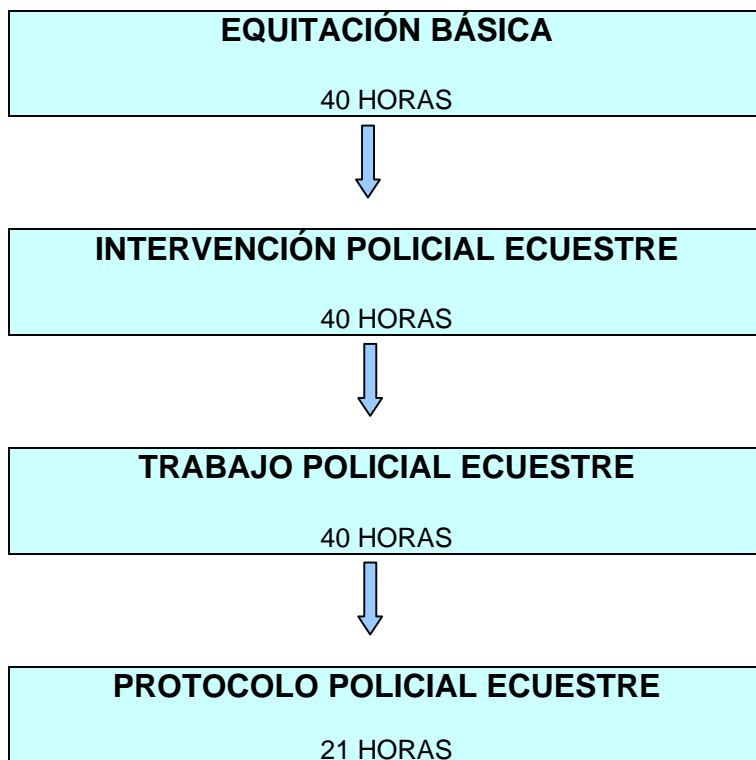 EQUITACIÓN BÁSICA
40 HORAS
INTERVENCIÓN POLICIAL ECUESTRE
40 HORAS
TRABAJO POLICIAL ECUESTRE
40 HORAS
PROTOCOLO POLICIAL ECUESTRE
21 HORAS